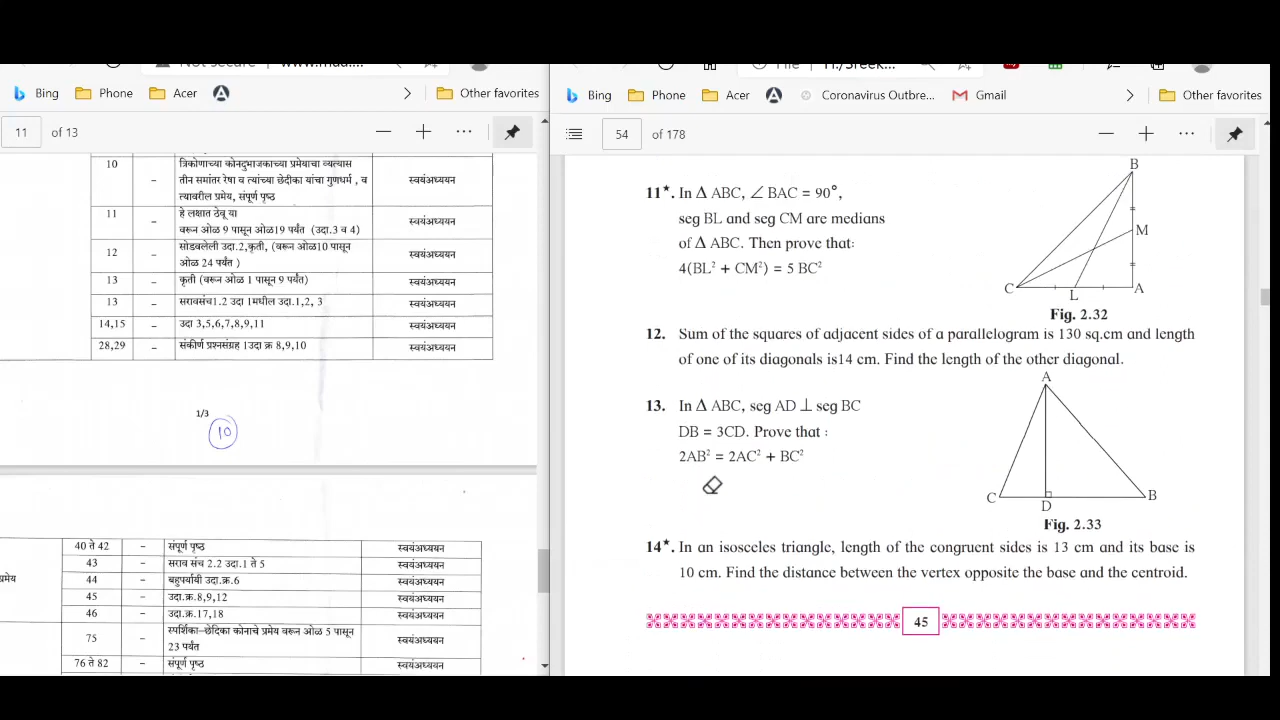 Bing Phone Acer Other favorites
11 of 13
10 - त्रिकोणाच्या कोनदुभाजकाच्या प्रमेयाचा व्यत्यास
तीन समांतर रेषा व त्यांच्या छेदीका यांचा गुणधर्म , व
त्यावरील प्रमेय, संपूर्ण पृष्ठ स्वयंअध्ययन
11 - हे लक्षात ठेवू या
वरून ओळ 9 पासून ओळ19 पर्यंत (उदा.3 व 4) स्वयंअध्ययन
12 - सोडवलेली उदा.2,कृती, (वरून ओळ10 पासून
ओळ 24 पर्यंत ) स्वयंअध्ययन
13 - कृती (वरून ओळ 1 पासून 9 पर्यंत) स्वयंअध्ययन
13 - सरावसंच1.2 उदा 1मधील उदा.1,2, 3 स्वयंअध्ययन
14,15 - उदा 3,5,6,7,8,9,11 स्वयंअध्ययन
28,29 - संकीर्ण प्रश्नसंग्रह 1उदा क्र 8,9,10 स्वयंअध्ययन
1/3
10
40 ते 42 - संपूर्ण पृष्ठ स्वयंअध्ययन
43 - सराव संच 2.2 उदा.1 ते 5 स्वयंअध्ययन
प्रमेय
44 - बहुपर्यायी उदा.क्र.6 स्वयंअध्ययन
45 - उदा.क्र.8,9,12 स्वयंअध्ययन
46 - उदा.क्र.17,18 स्वयंअध्ययन
75 - स्पर्शिका–छेदिका कोनाचे प्रमेय वरून ओळ 5 पासून
23 पर्यंत स्वयंअध्ययन
76 ते 82 - संपूर्ण पृष्ठ स्वयंअध्ययन
Bing Phone Acer Coronavirus Outbre... Gmail Other favorites
54 of 178
11★. In Δ ABC, ∠ BAC = 90°,
seg BL and seg CM are medians
of Δ ABC. Then prove that:
4(BL² + CM²) = 5 BC²
B
M
C L A
Fig. 2.32
12. Sum of the squares of adjacent sides of a parallelogram is 130 sq.cm and length
of one of its diagonals is14 cm. Find the length of the other diagonal.
13. In Δ ABC, seg AD ⊥ seg BC
DB = 3CD. Prove that :
2AB² = 2AC² + BC²
A
C D B
Fig. 2.33
14★. In an isosceles triangle, length of the congruent sides is 13 cm and its base is
10 cm. Find the distance between the vertex opposite the base and the centroid.
45